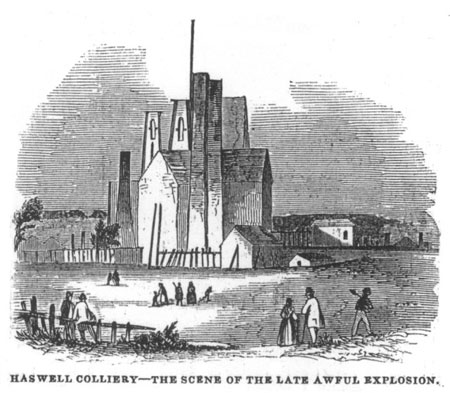 HASWELL COLLIERY—THE SCENE OF THE LATE AWFUL EXPLOSION.